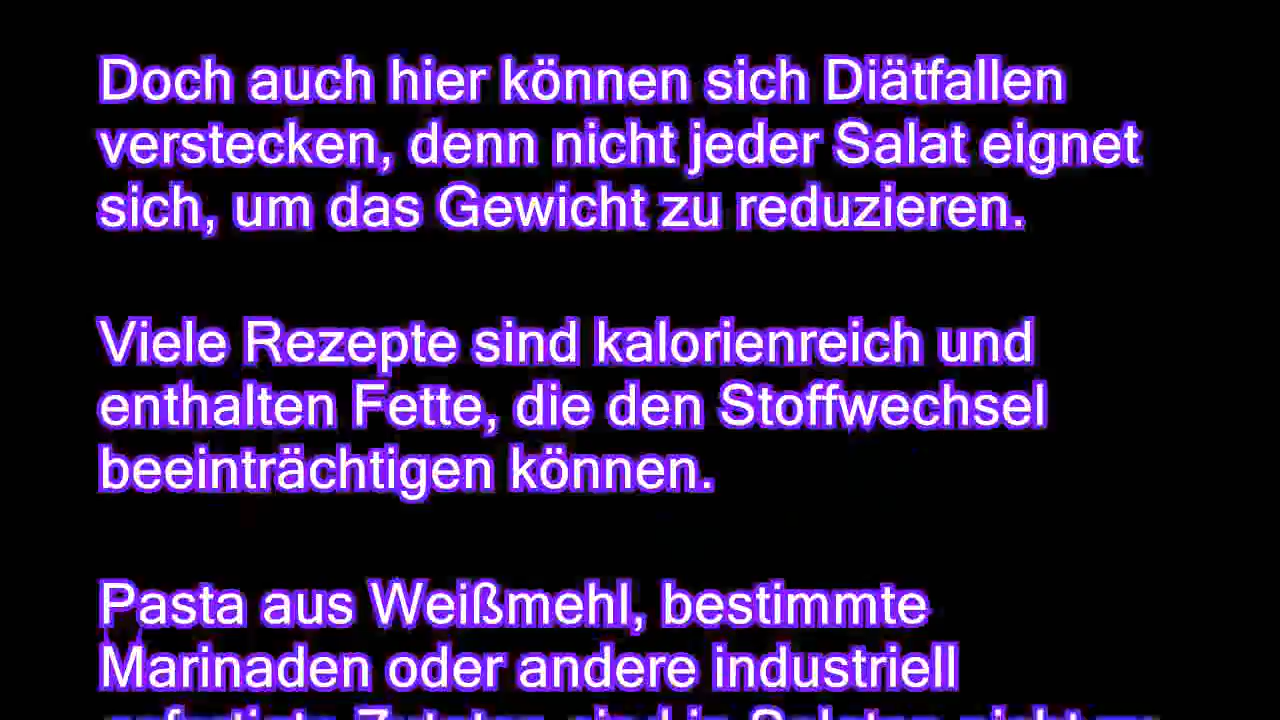 Doch auch hier können sich Diätfallen
verstecken, denn nicht jeder Salat eignet
sich, um das Gewicht zu reduzieren.
Viele Rezepte sind kalorienreich und
enthalten Fette, die den Stoffwechsel
beeinträchtigen können.
Pasta aus Weißmehl, bestimmte
Marinaden oder andere industriell